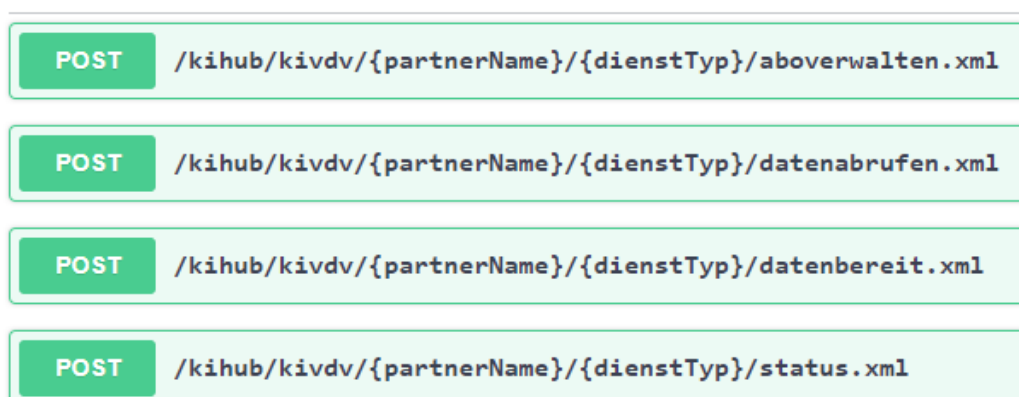 POST /kihub/kivdv/{partnerName}/{dienstTyp}/aboverwalten.xml
POST /kihub/kivdv/{partnerName}/{dienstTyp}/datenabrufen.xml
POST /kihub/kivdv/{partnerName}/{dienstTyp}/datenbereit.xml
POST /kihub/kivdv/{partnerName}/{dienstTyp}/status.xml